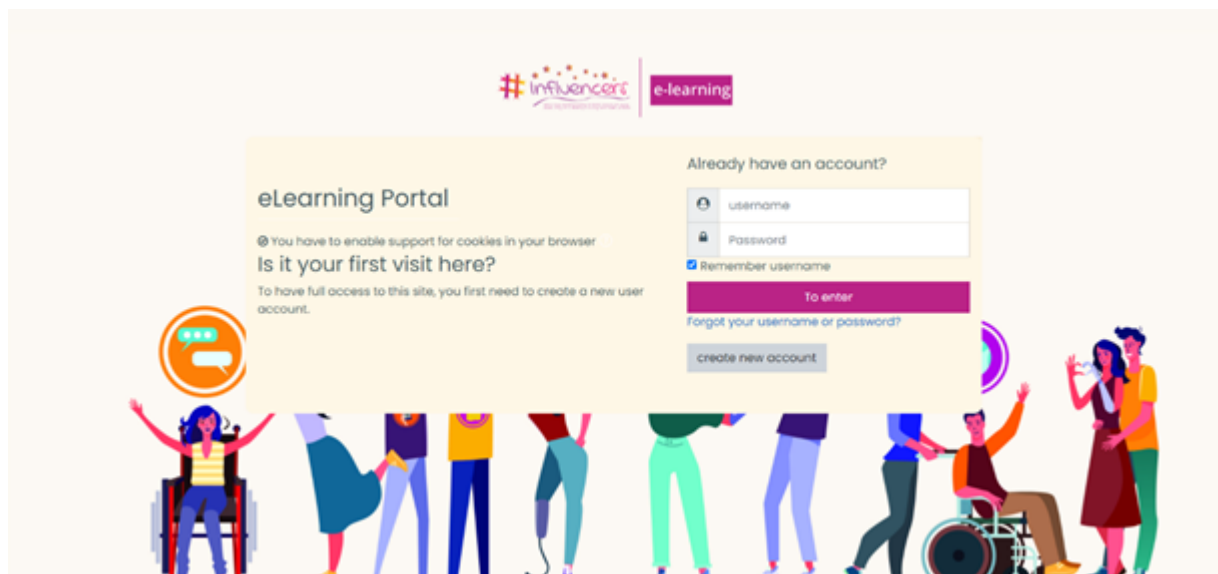 #influencers
e-learning
eLearning Portal
You have to enable support for cookies in your browser
Is it your first visit here?
To have full access to this site, you first need to create a new user
account.
Already have an account?
username
Password
Remember username
To enter
Forgot your username or password?
create new account